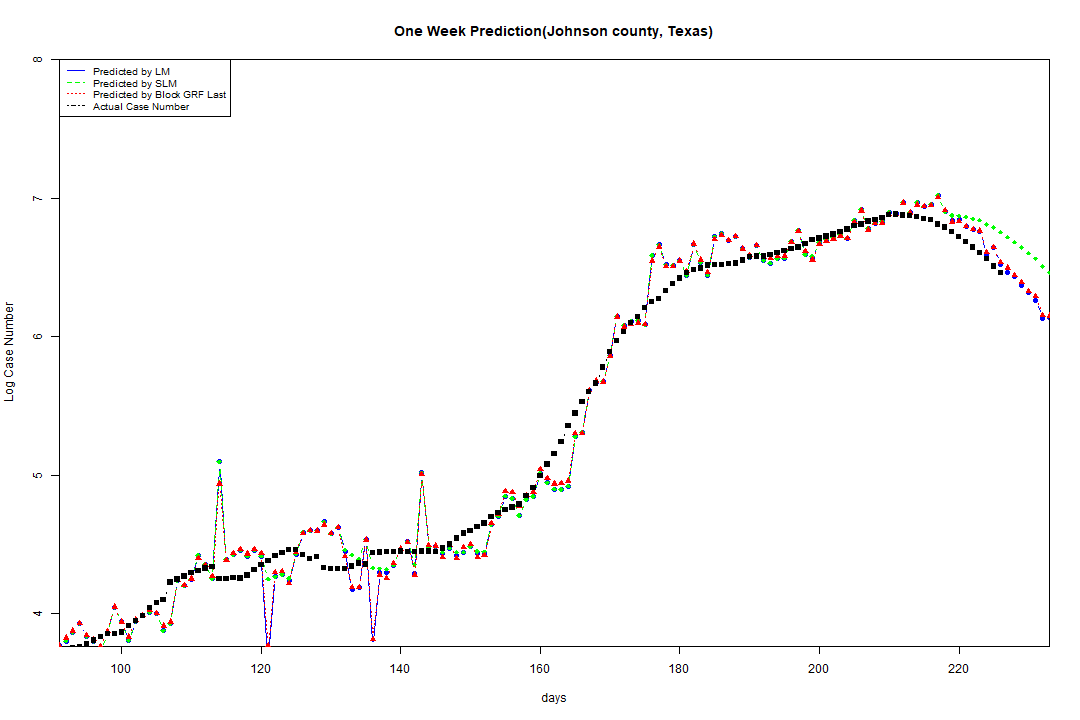 One Week Prediction(Johnson county, Texas)
8
Predicted by LM
Predicted by SLM
Predicted by Block GRF Last
Actual Case Number
7
6
Log Case Number
5
4
100 120 140 160 180 200 220
days